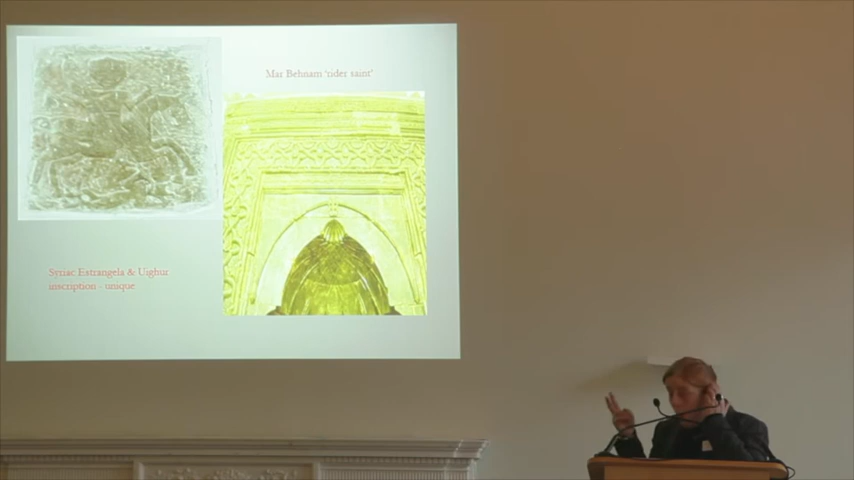 Mar Behnam 'rider saint'
Syriac Estrangela & Uighur
inscription - unique